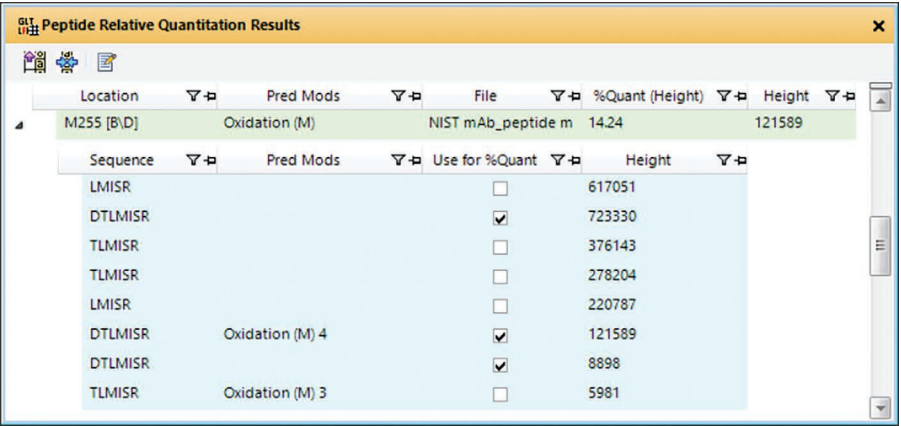 Peptide Relative Quantitation Results
Location Pred Mods File %Quant (Height) Height
M255 [B\D] Oxidation (M) NIST mAb_peptide m 14.24 121589
Sequence Pred Mods Use for %Quant Height
LMISR 617051
DTLMISR 723330
TLMISR 376143
TLMISR 278204
LMISR 220787
DTLMISR Oxidation (M) 4 121589
DTLMISR 8898
TLMISR Oxidation (M) 3 5981